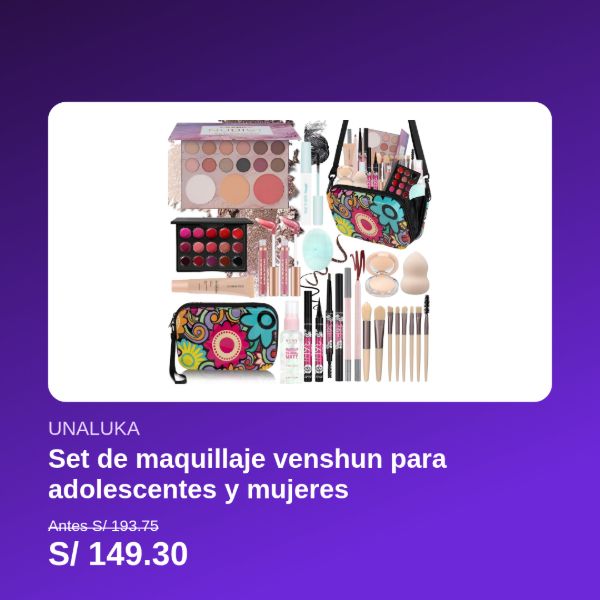 UNALUKA
Set de maquillaje venshun para
adolescentes y mujeres
Antes S/ 193.75
S/ 149.30